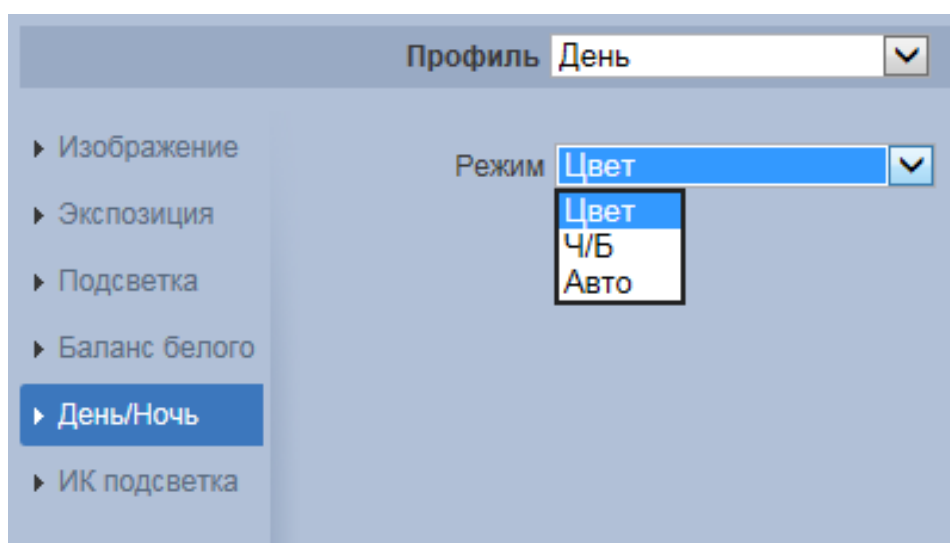 Профиль День
Изображение
Режим Цвет
Экспозиция
Цвет
Ч/Б
Подсветка
Авто
Баланс белого
День/Ночь
ИК подсветка